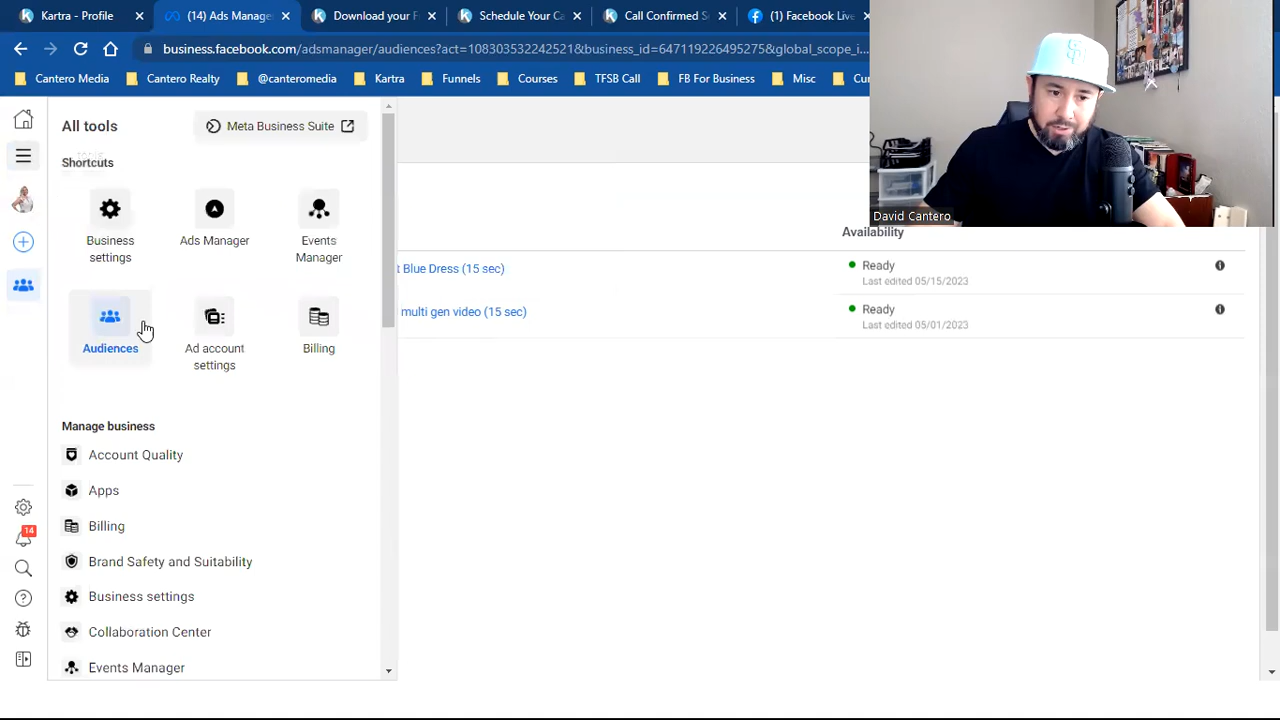 Kartra - Profile
(14) Ads Manage
Download your F
Schedule Your Ca
Call Confirmed S
(1) Facebook Live
business.facebook.com/adsmanager/audiences?act=108303532242521&business_id=647119226495275&global_scope_i...
Cantero Media
Cantero Realty
@canteromedia
Kartra
Funnels
Courses
TFSB Call
FB For Business
Misc
Cur
All tools
Meta Business Suite
Shortcuts
Business
settings
Ads Manager
Events
Manager
Audiences
Ad account
settings
Billing
Manage business
Account Quality
Apps
Billing
Brand Safety and Suitability
Business settings
Collaboration Center
Events Manager
14
David Cantero
Availability
t Blue Dress (15 sec)
Ready
Last edited 05/15/2023
multi gen video (15 sec)
Ready
Last edited 05/01/2023